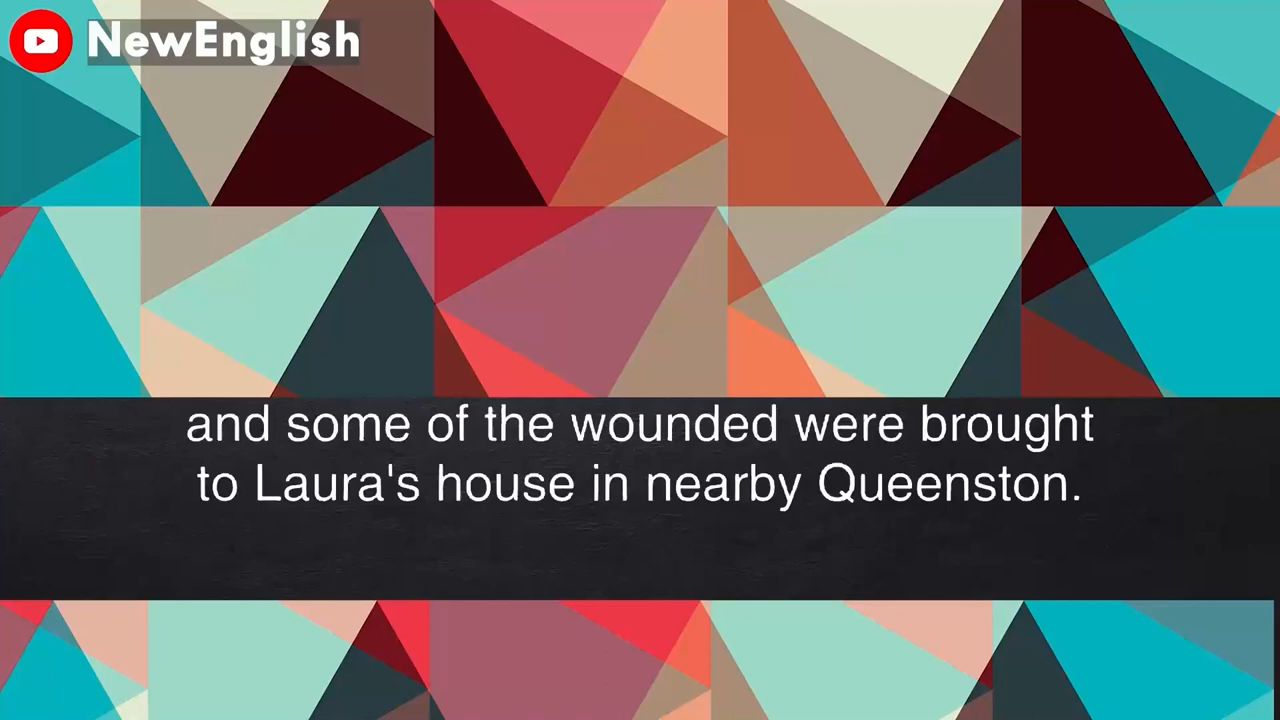 NewEnglish
and some of the wounded were brought
to Laura's house in nearby Queenston.